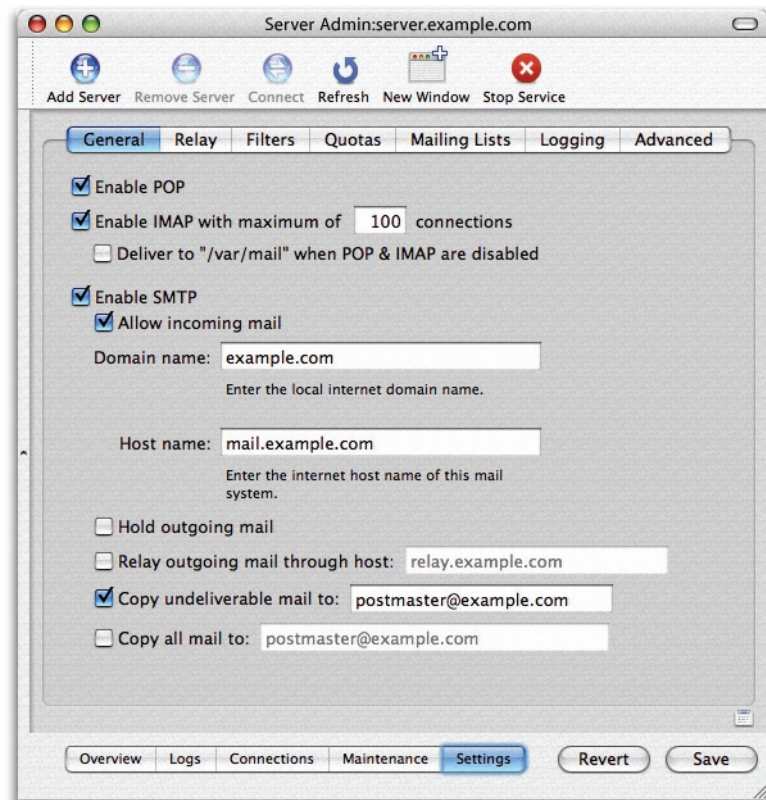 Server Admin:server.example.com
Add Server Remove Server Connect Refresh New Window Stop Service
General Relay Filters Quotas Mailing Lists Logging Advanced
Enable POP
Enable IMAP with maximum of 100 connections
Deliver to "/var/mail" when POP & IMAP are disabled
Enable SMTP
Allow incoming mail
Domain name: example.com
Enter the local internet domain name.
Host name: mail.example.com
Enter the internet host name of this mail
system.
Hold outgoing mail
Relay outgoing mail through host: relay.example.com
Copy undeliverable mail to: postmaster@example.com
Copy all mail to: postmaster@example.com
Overview Logs Connections Maintenance Settings Revert Save